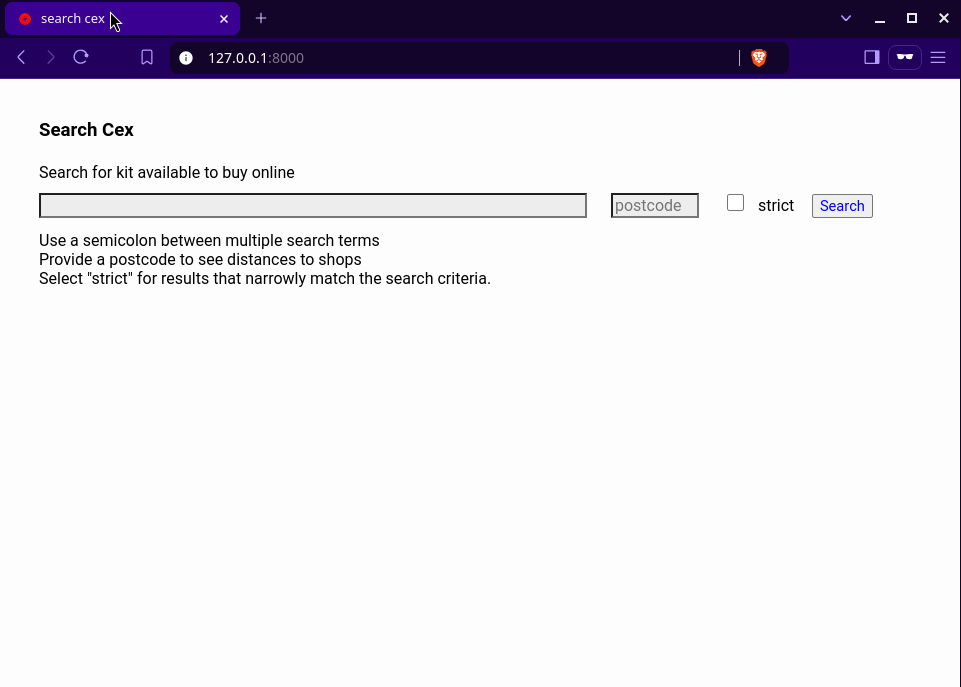 search cex
127.0.0.1:8000
Search Cex
Search for kit available to buy online
postcode strict Search
Use a semicolon between multiple search terms
Provide a postcode to see distances to shops
Select "strict" for results that narrowly match the search criteria.